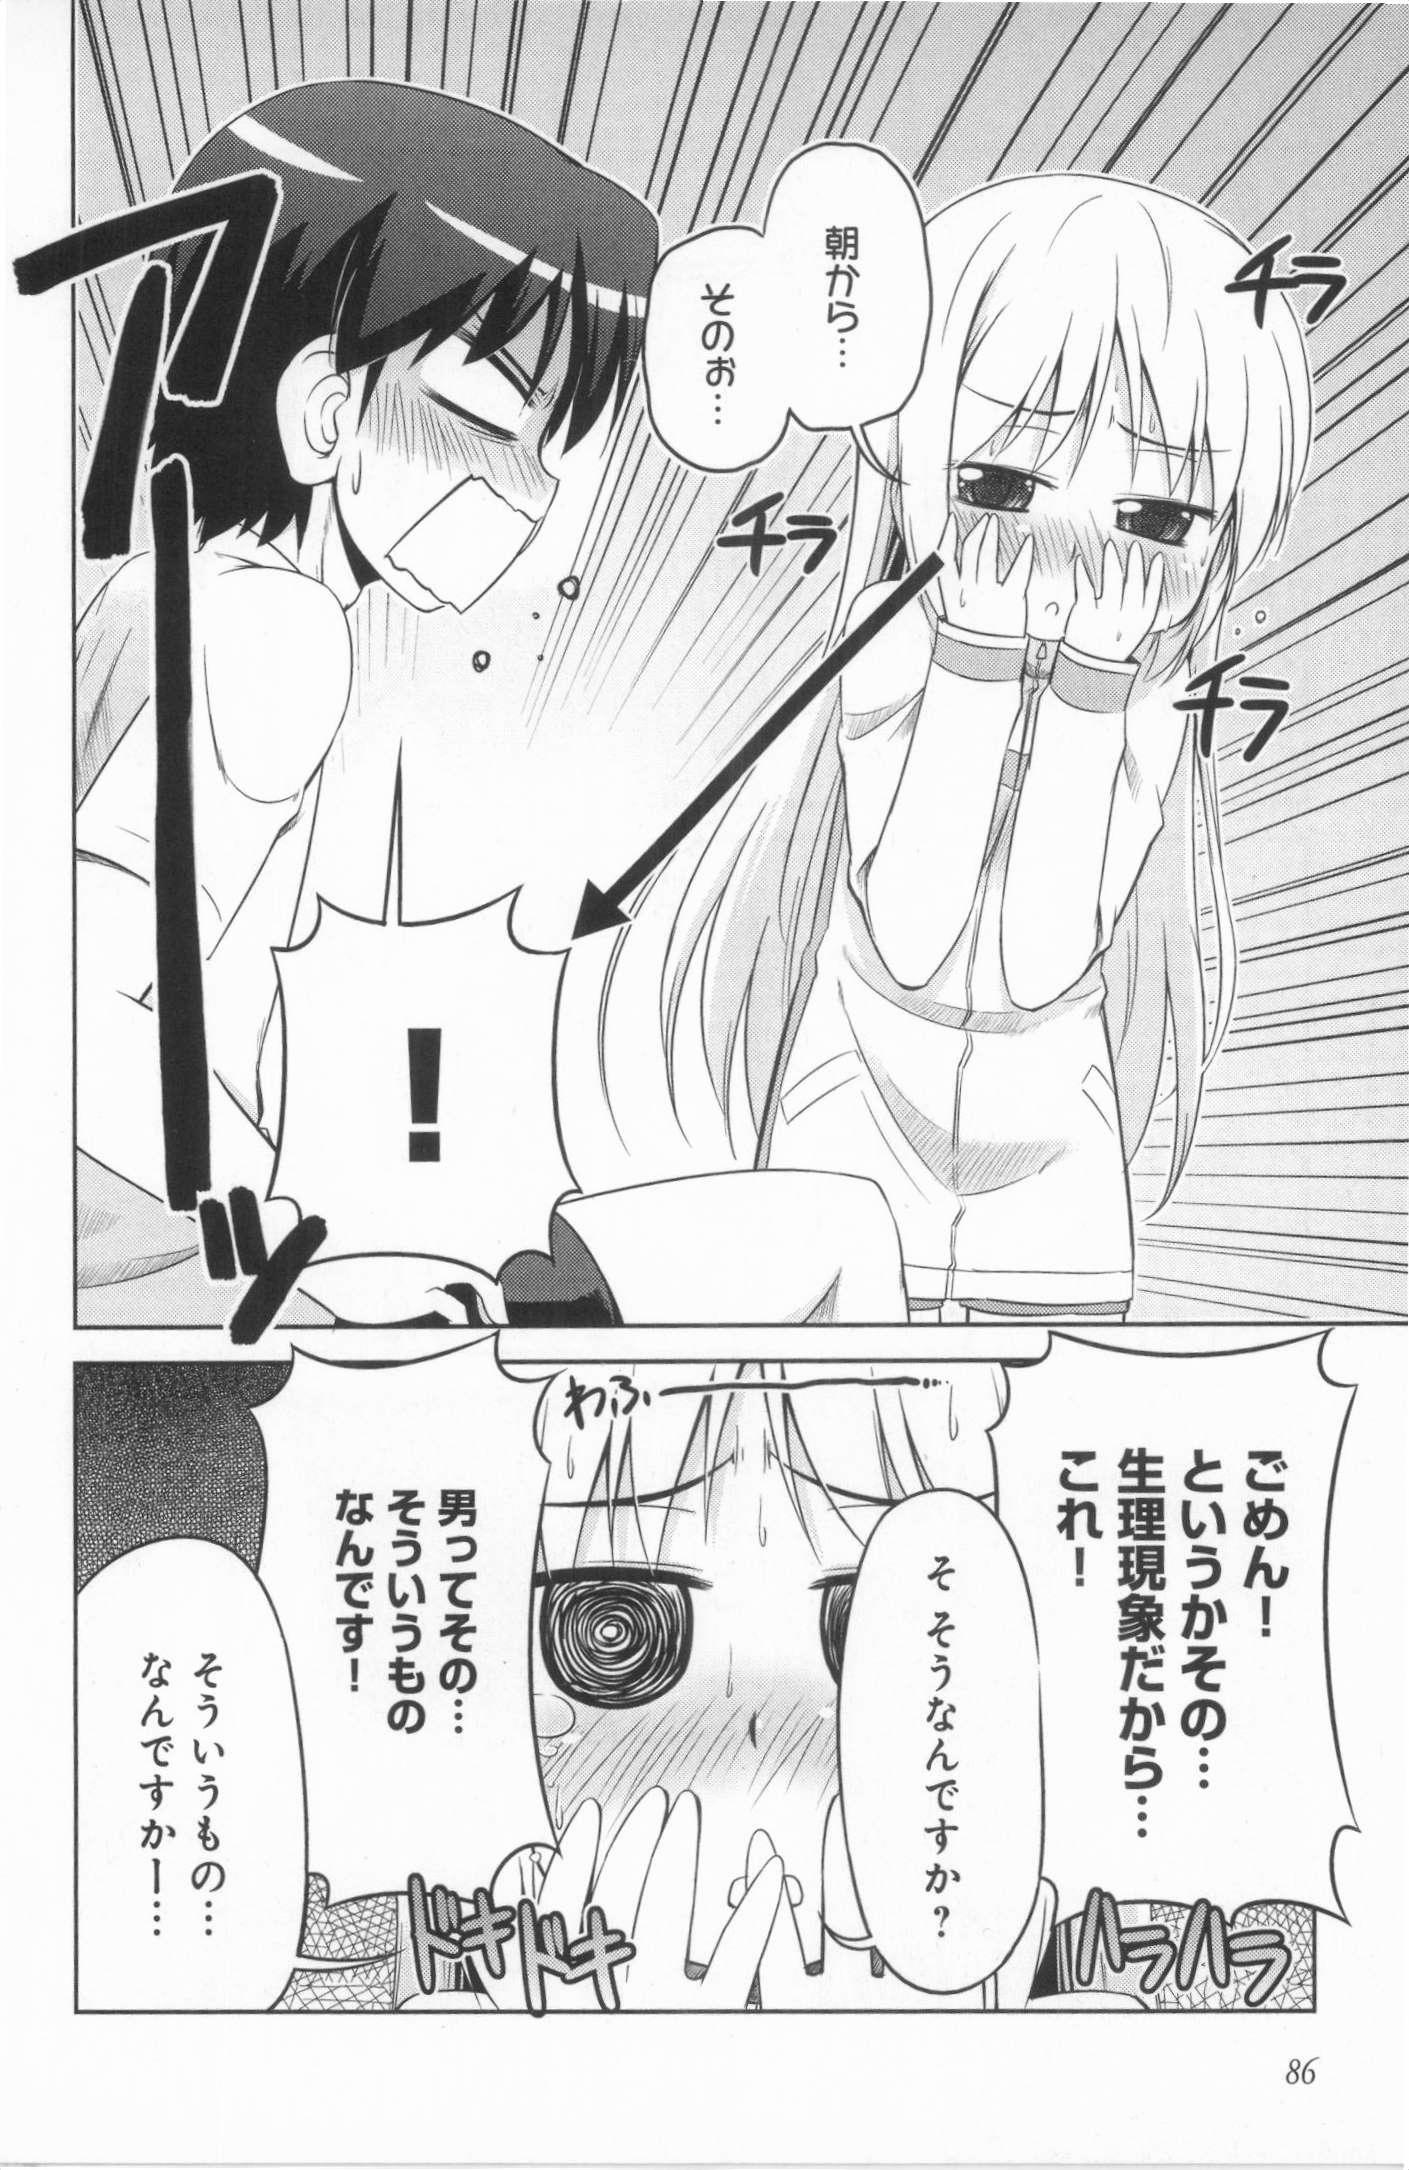 朝から…
そのお…
チラ
チラ
チラ
！
ごめん！
というかその…
生理現象だから…
これ！
そ そうなんですか？
わふー…
男ってその…
そういうもの
なんです！
そういうもの…
なんですかー…
ハラハラ
ドキドキ
86